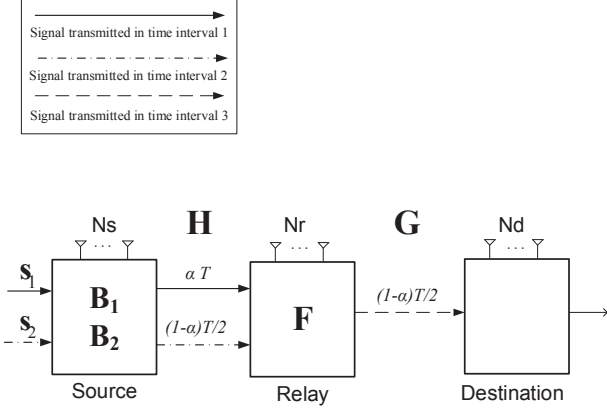 Signal transmitted in time interval 1
Signal transmitted in time interval 2
Signal transmitted in time interval 3
Ns H Nr G Nd
s1 α T (1-α)T/2
B1 F
s2 B2 (1-α)T/2
Source Relay Destination